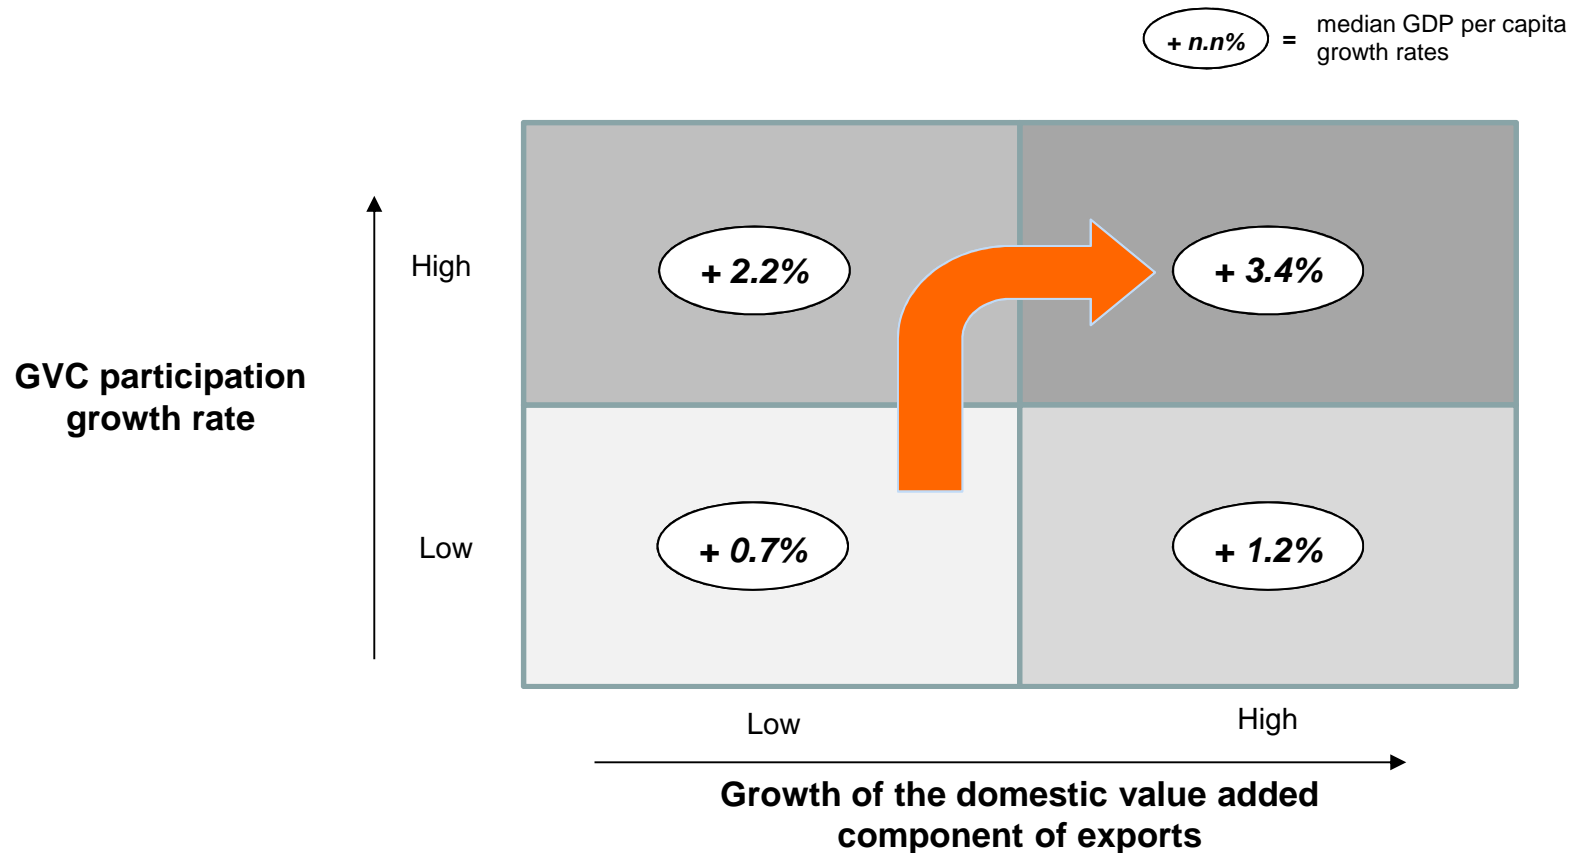 + n.n%
=
median GDP per capita
growth rates
High
+ 2.2%
+ 3.4%
GVC participation
growth rate
Low
+ 0.7%
+ 1.2%
Low
High
Growth of the domestic value added
component of exports